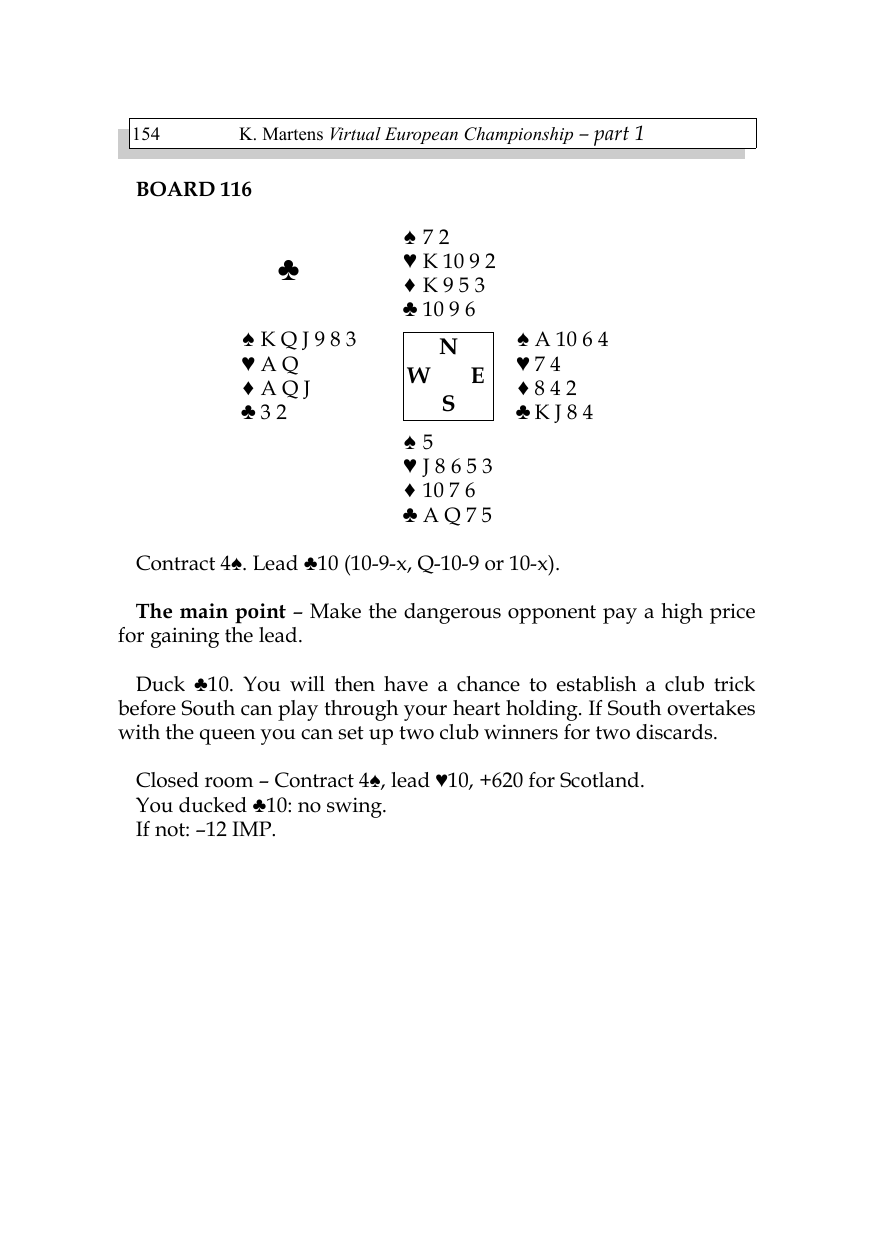 154 K. Martens Virtual European Championship – part 1
BOARD 116
♣
♠ 7 2
♥ K 10 9 2
♦ K 9 5 3
♣ 10 9 6
♠ K Q J 9 8 3
♥ A Q
♦ A Q J
♣ 3 2
N
W E
S
♠ A 10 6 4
♥ 7 4
♦ 8 4 2
♣ K J 8 4
♠ 5
♥ J 8 6 5 3
♦ 10 7 6
♣ A Q 7 5
Contract 4♠. Lead ♣10 (10-9-x, Q-10-9 or 10-x).
The main point – Make the dangerous opponent pay a high price
for gaining the lead.
Duck ♣10. You will then have a chance to establish a club trick
before South can play through your heart holding. If South overtakes
with the queen you can set up two club winners for two discards.
Closed room – Contract 4♠, lead ♥10, +620 for Scotland.
You ducked ♣10: no swing.
If not: –12 IMP.